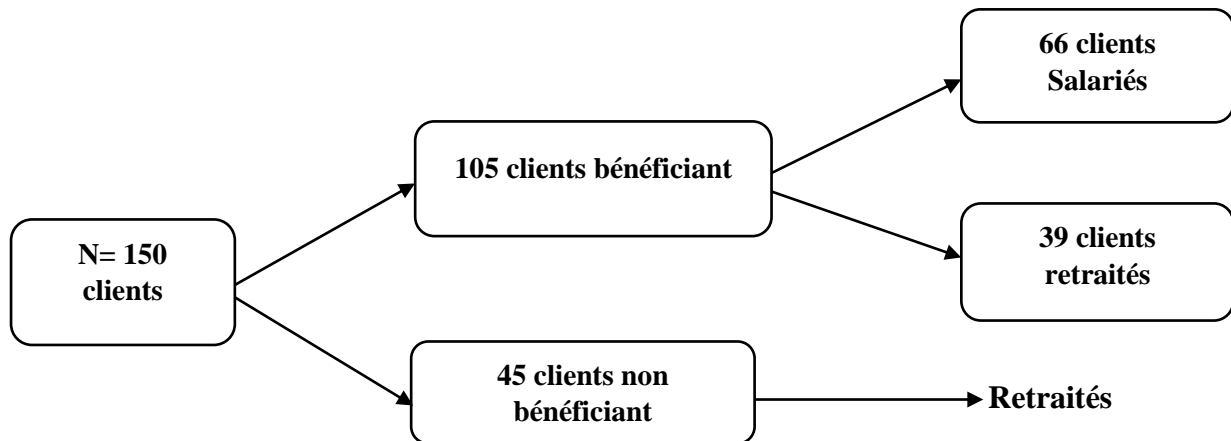 66 clients
Salariés
105 clients bénéficiant
N= 150
clients
39 clients
retraités
45 clients non
bénéficiant
Retraités